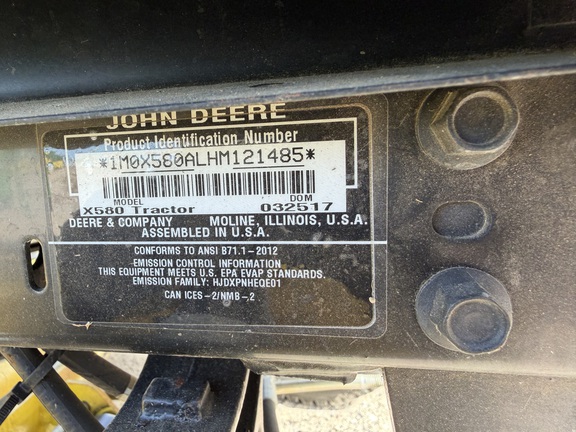 JOHN DEERE
Product Identification Number
*1M0X580ALHM121485*
MODEL DOM
X580 Tractor 032517
DEERE & COMPANY MOLINE, ILLINOIS, U.S.A.
ASSEMBLED IN U.S.A.
CONFORMS TO ANSI B71.1-2012
EMISSION CONTROL INFORMATION
THIS EQUIPMENT MEETS U.S. EPA EVAP STANDARDS.
EMISSION FAMILY: HJDXPNHEQE01
CAN ICES-2/NMB-2